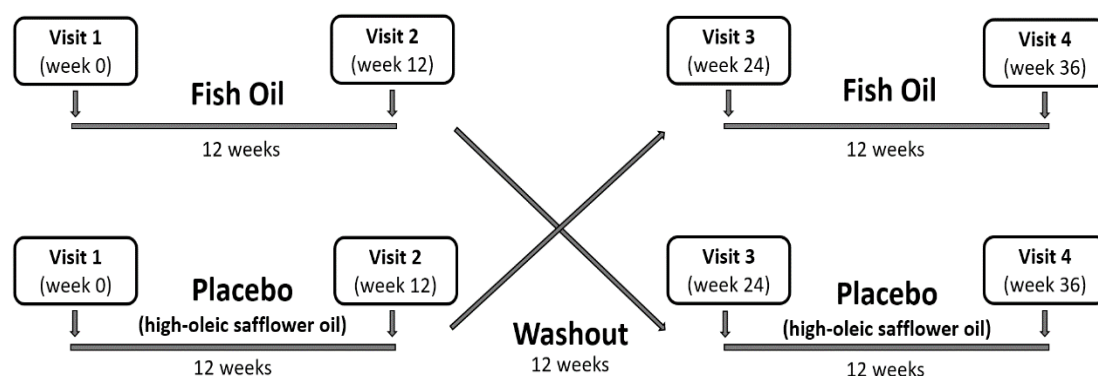 Visit 1
(week 0)
Visit 2
(week 12)
Fish Oil
12 weeks
Visit 3
(week 24)
Visit 4
(week 36)
Fish Oil
12 weeks
Visit 1
(week 0)
Visit 2
(week 12)
Placebo
(high-oleic safflower oil)
12 weeks
Washout
12 weeks
Visit 3
(week 24)
Visit 4
(week 36)
Placebo
(high-oleic safflower oil)
12 weeks